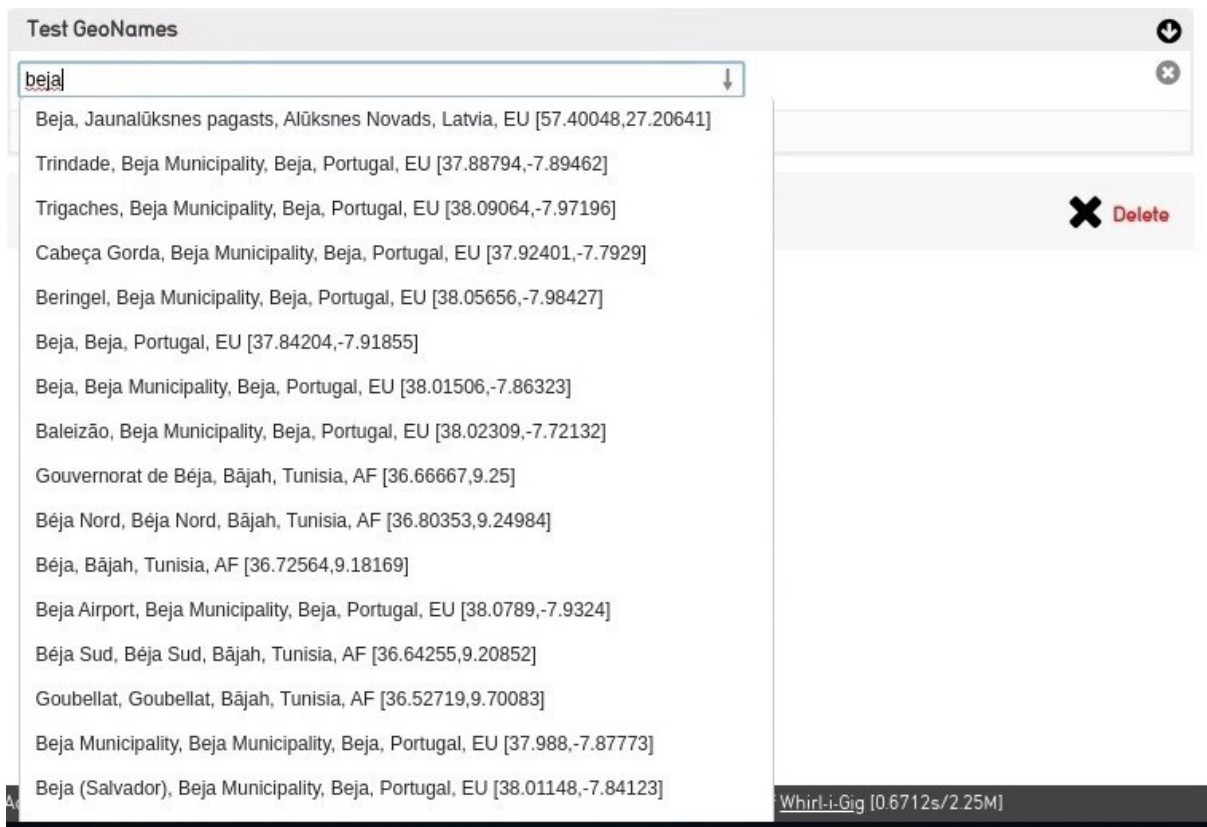 Test GeoNames
beja
Beja, Jaunalūksnes pagasts, Alūksnes Novads, Latvia, EU [57.40048,27.20641]
Trindade, Beja Municipality, Beja, Portugal, EU [37.88794,-7.89462]
Trigaches, Beja Municipality, Beja, Portugal, EU [38.09064,-7.97196]
Cabeça Gorda, Beja Municipality, Beja, Portugal, EU [37.92401,-7.7929]
Delete
Beringel, Beja Municipality, Beja, Portugal, EU [38.05656,-7.98427]
Beja, Beja, Portugal, EU [37.84204,-7.91855]
Beja, Beja Municipality, Beja, Portugal, EU [38.01506,-7.86323]
Baleizão, Beja Municipality, Beja, Portugal, EU [38.02309,-7.72132]
Gouvernorat de Béja, Bājah, Tunisia, AF [36.66667,9.25]
Béja Nord, Béja Nord, Bājah, Tunisia, AF [36.80353,9.24984]
Béja, Bājah, Tunisia, AF [36.72564,9.18169]
Beja Airport, Beja Municipality, Beja, Portugal, EU [38.0789,-7.9324]
Béja Sud, Béja Sud, Bājah, Tunisia, AF [36.64255,9.20852]
Goubellat, Goubellat, Bājah, Tunisia, AF [36.52719,9.70083]
Beja Municipality, Beja Municipality, Beja, Portugal, EU [37.988,-7.87773]
Beja (Salvador), Beja Municipality, Beja, Portugal, EU [38.01148,-7.84123]
Whirl-i-Gig [0.6712s/2.25M]